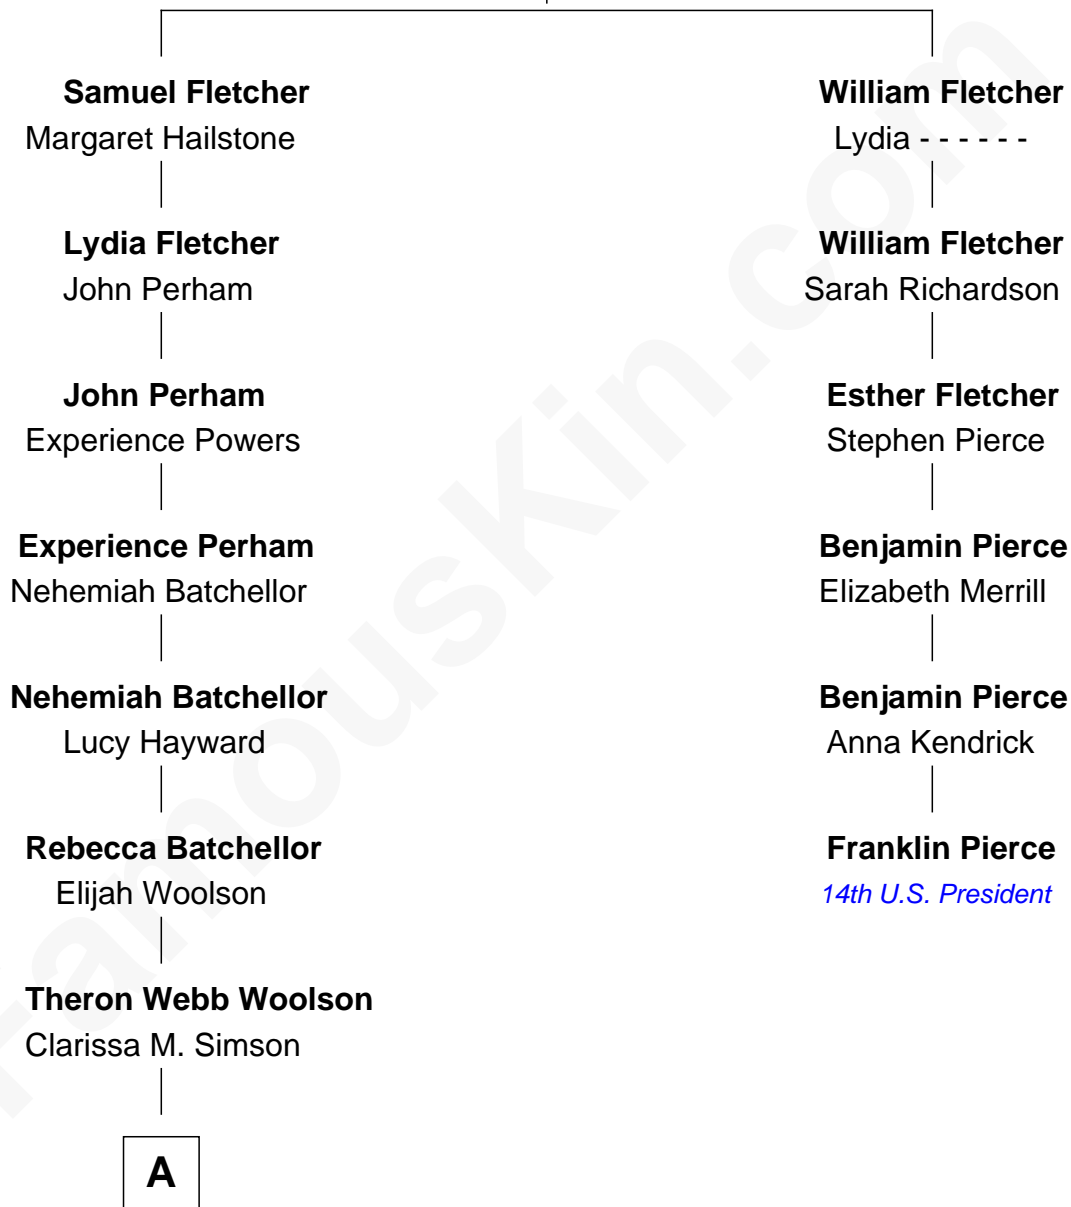 Samuel Fletcher
Margaret Hailstone
William Fletcher
Lydia - - - - - -
Lydia Fletcher
John Perham
William Fletcher
Sarah Richardson
John Perham
Experience Powers
Esther Fletcher
Stephen Pierce
Experience Perham
Nehemiah Batchellor
Benjamin Pierce
Elizabeth Merrill
Nehemiah Batchellor
Lucy Hayward
Benjamin Pierce
Anna Kendrick
Rebecca Batchellor
Elijah Woolson
Franklin Pierce
14th U.S. President
Theron Webb Woolson
Clarissa M. Simson
A
FamousKin.com